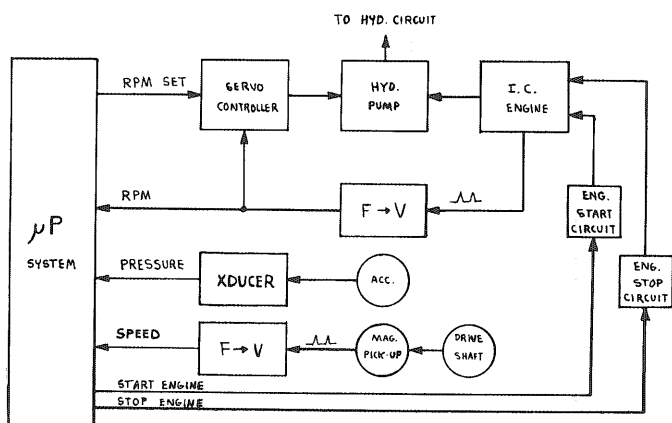 TO HYD. CIRCUIT
RPM SET
SERVO
CONTROLLER
HYD.
PUMP
I.C.
ENGINE
RPM
F → V
ENG.
START
CIRCUIT
μP
SYSTEM
PRESSURE
XDUCER
ACC.
ENG.
STOP
CIRCUIT
SPEED
F → V
MAG.
PICK-UP
DRIVE
SHAFT
START ENGINE
STOP ENGINE